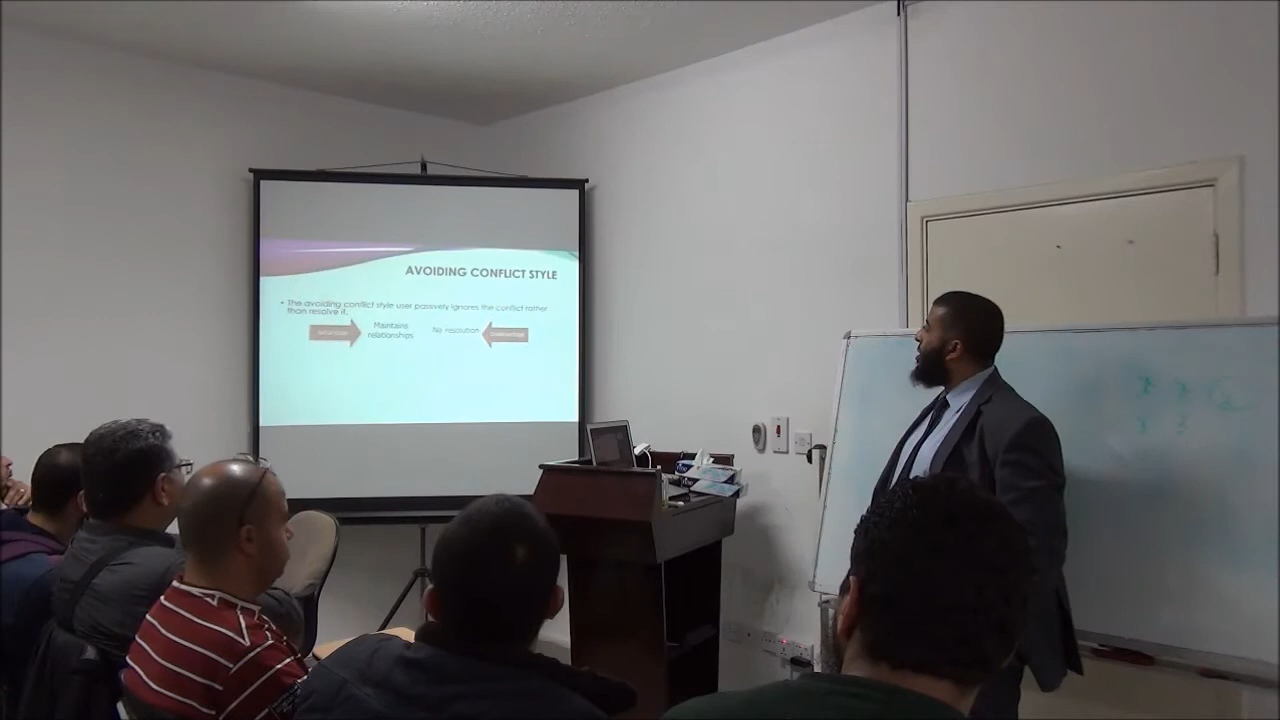 AVOIDING CONFLICT STYLE
• The avoiding conflict style user passively ignores the conflict rather
than resolve it.
Maintains
relationships
No resolution